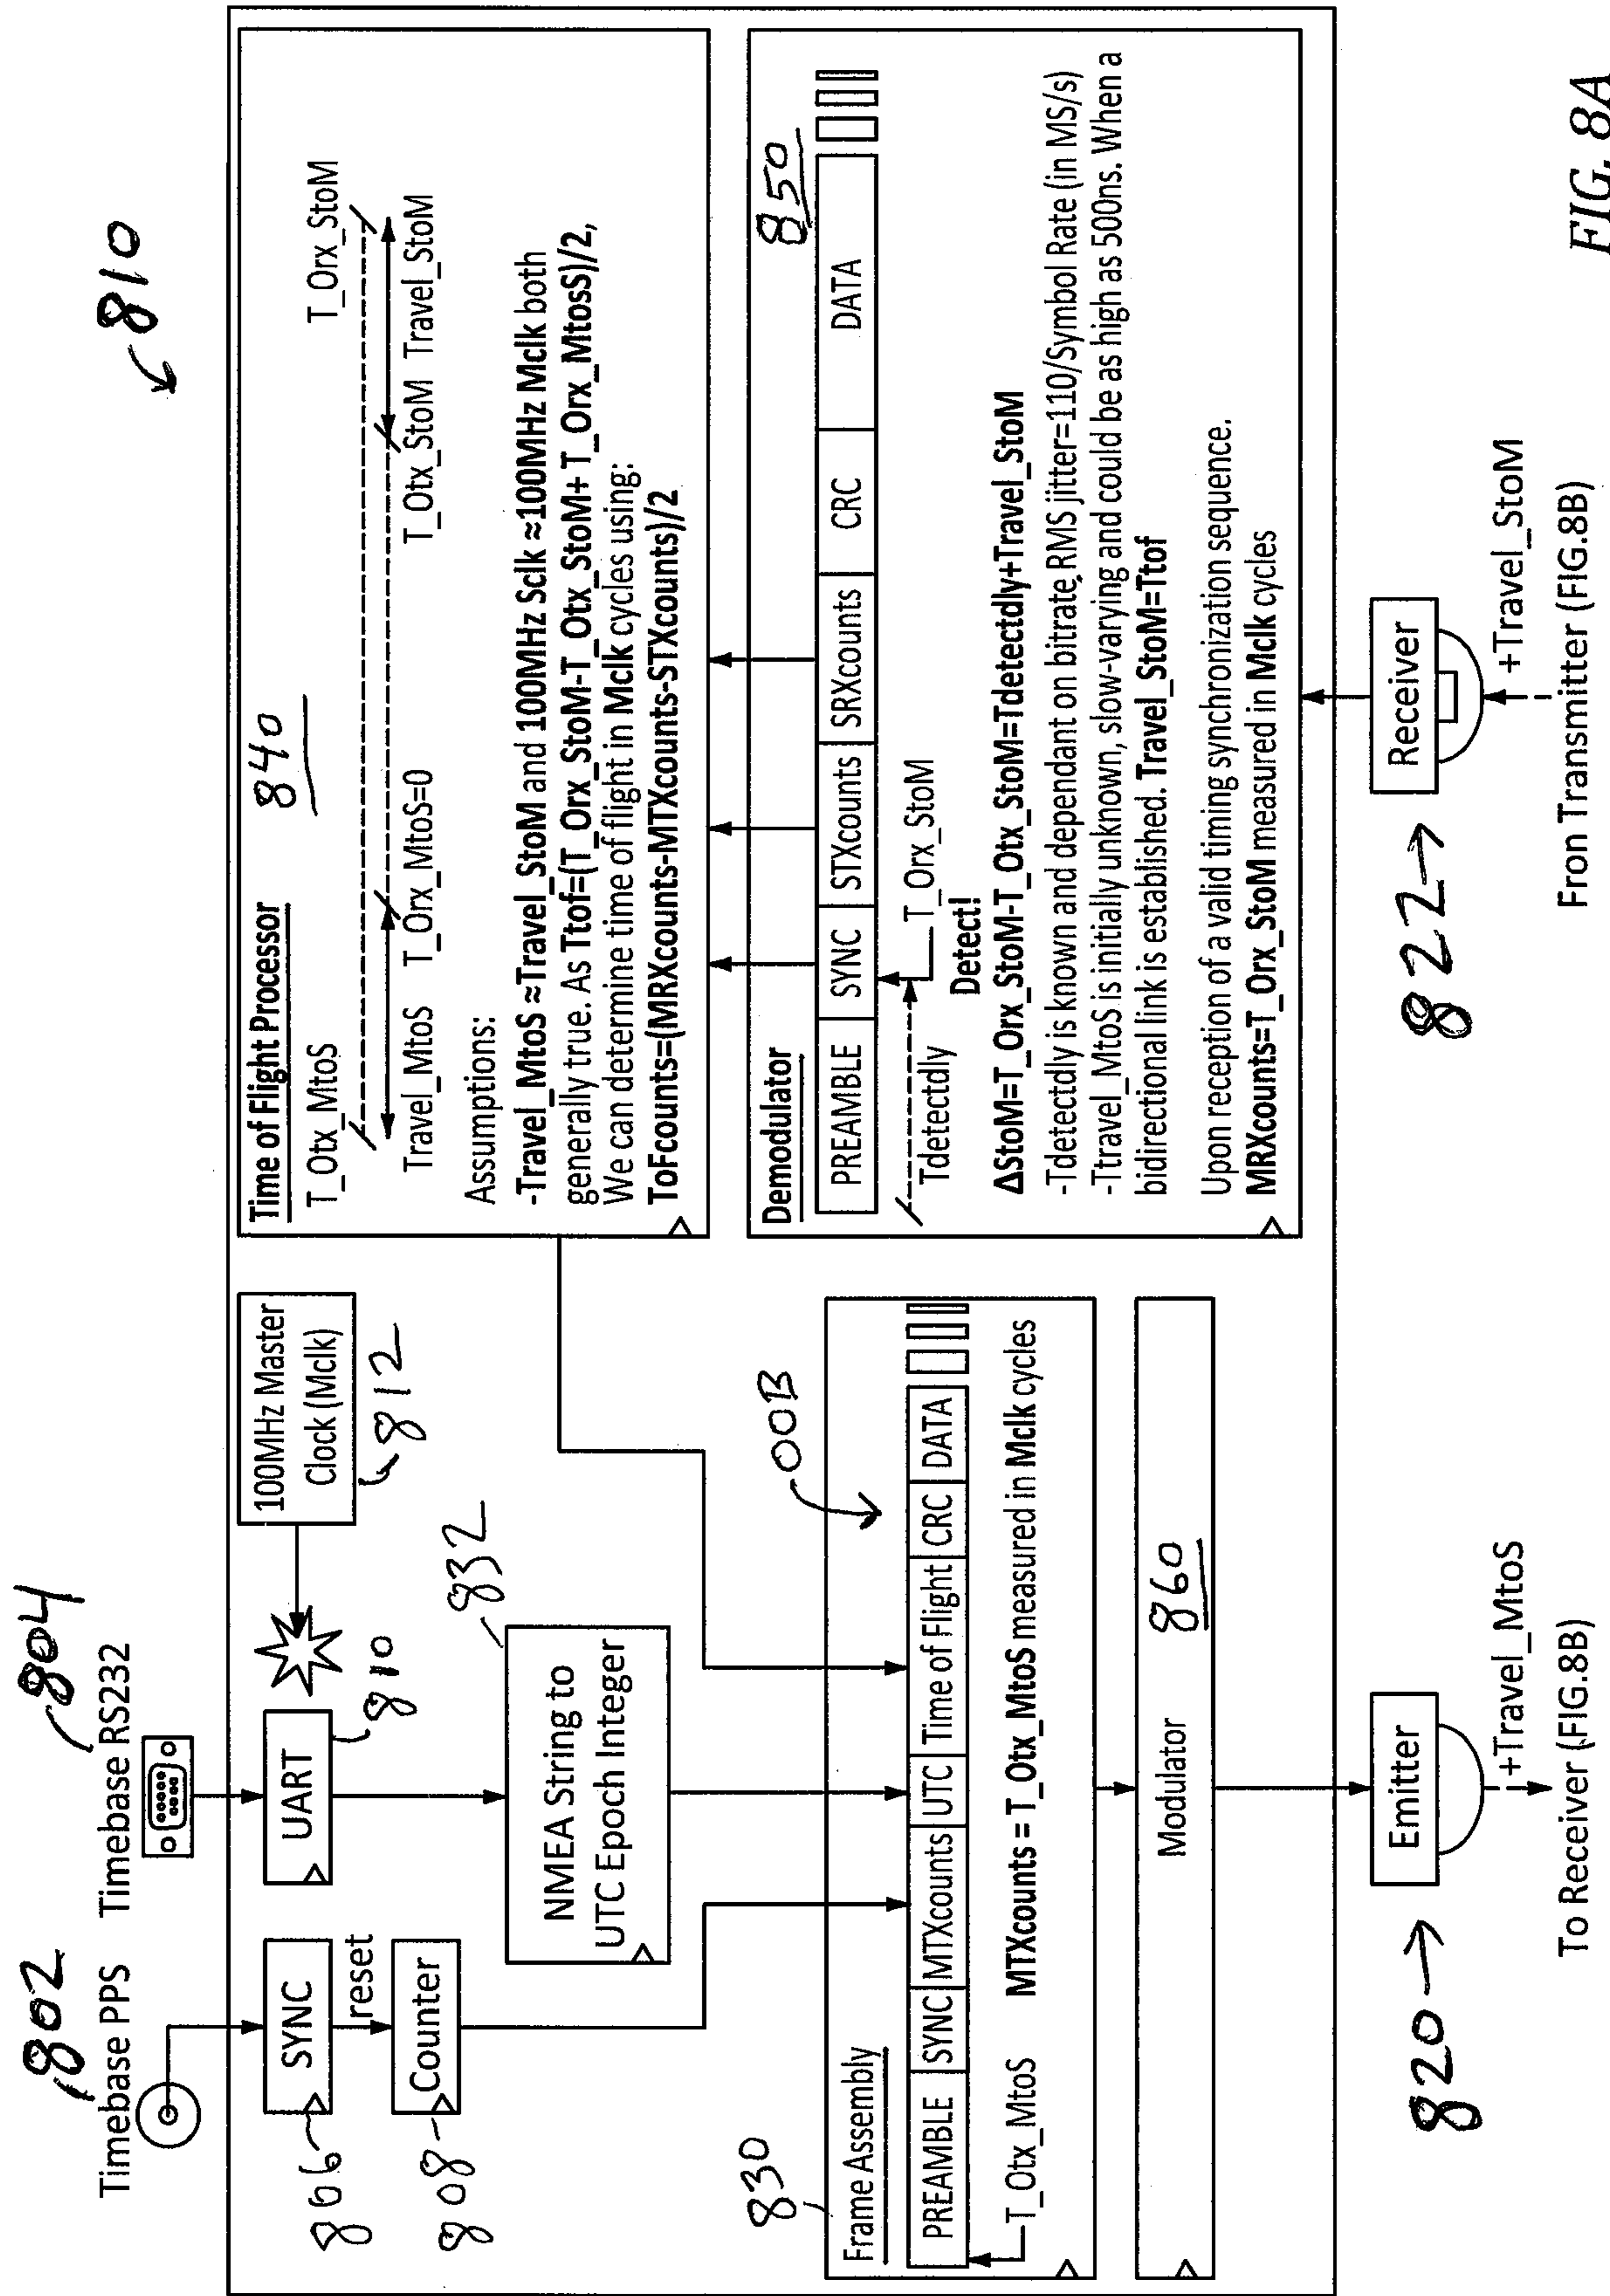 802
Timebase PPS
804
Timebase RS232
810
SYNC
806
reset
Counter
808
UART
810
100MHz Master
Clock (Mclk)
812
NMEA String to
UTC Epoch Integer
832
Time of Flight Processor
840
T_Otx_MtoS
T_Orx_StoM
Travel_MtoS
T_Orx_MtoS=0
T_Otx_StoM
Travel_StoM
Assumptions:
-Travel_MtoS ≈Travel_StoM and 100MHz Sclk ≈100MHz Mclk both
generally true. As Ttof=(T_Orx_StoM-T_Otx_StoM+ T_Orx_MtosS)/2,
We can determine time of flight in Mclk cycles using:
ToFcounts=(MRXcounts-MTXcounts-STXcounts)/2
830
Frame Assembly
00B
PREAMBLE SYNC MTXcounts UTC Time of Flight CRC DATA
T_Otx_MtoS
MTXcounts = T_Otx_MtoS measured in Mclk cycles
Modulator
860
Demodulator
850
PREAMBLE SYNC STXcounts SRXcounts CRC DATA
Tdetectdly
T_Orx_StoM
Detect!
ΔStoM=T_Orx_StoM-T_Otx_StoM=Tdetectdly+Travel_StoM
-Tdetectdly is known and dependant on bitrate, RMS jitter=110/Symbol Rate (in MS/s)
-Ttravel_MtoS is initially unknown, slow-varying and could be as high as 500ns. When a
bidirectional link is established. Travel_StoM=Ttof
Upon reception of a valid timing synchronization sequence.
MRXcounts=T_Orx_StoM measured in Mclk cycles
820
Emitter
+Travel_MtoS
To Receiver (FIG.8B)
822
Receiver
+Travel_StoM
Fron Transmitter (FIG.8B)
FIG. 8A